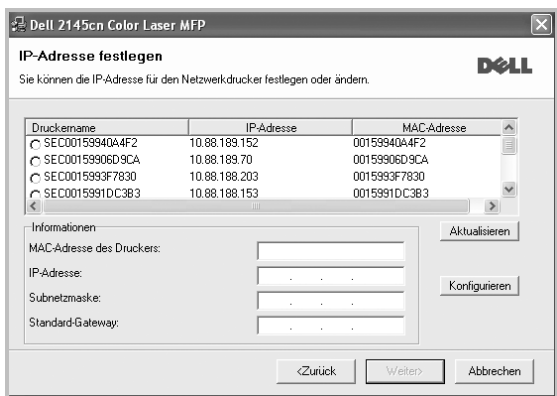 Dell 2145cn Color Laser MFP
IP-Adresse festlegen
Sie können die IP-Adresse für den Netzwerkdrucker festlegen oder ändern.
DELL
Druckername IP-Adresse MAC-Adresse
SEC00159940A4F2 10.88.189.152 00159940A4F2
SEC00159906D9CA 10.88.189.70 00159906D9CA
SEC0015993F7830 10.88.188.203 0015993F7830
SEC0015991DC3B3 10.88.188.153 0015991DC3B3
Informationen
Aktualisieren
MAC-Adresse des Druckers:
IP-Adresse: . . .
Konfigurieren
Subnetzmaske: . . .
Standard-Gateway: . . .
<Zurück Weiter> Abbrechen